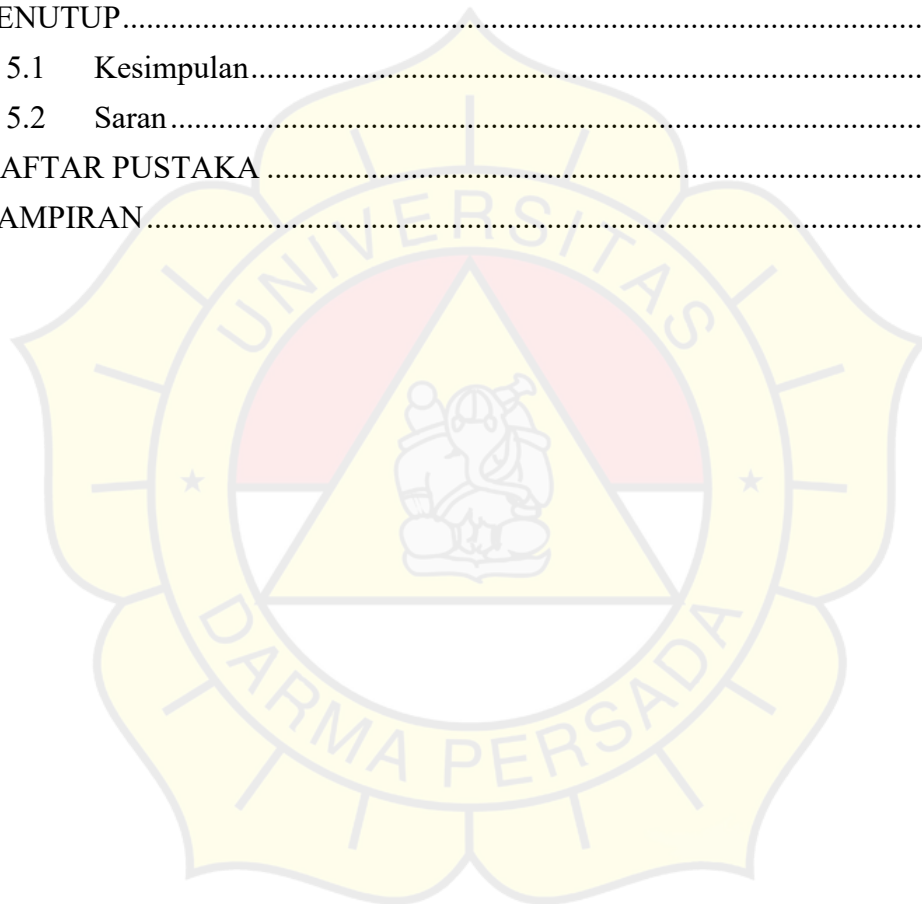 ENUTUP
5.1 Kesimpulan
5.2 Saran
AFTAR PUSTAKA
AMPIRAN
UNIVERSITAS
DARMA PERSADA